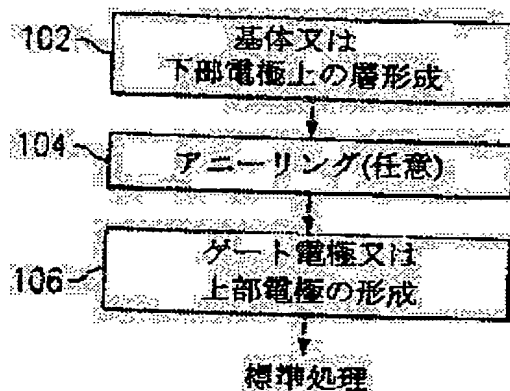 102
基体又は
下部電極上の層形成
104
アニーリング(任意)
106
ゲート電極又は
上部電極の形成
標準処理